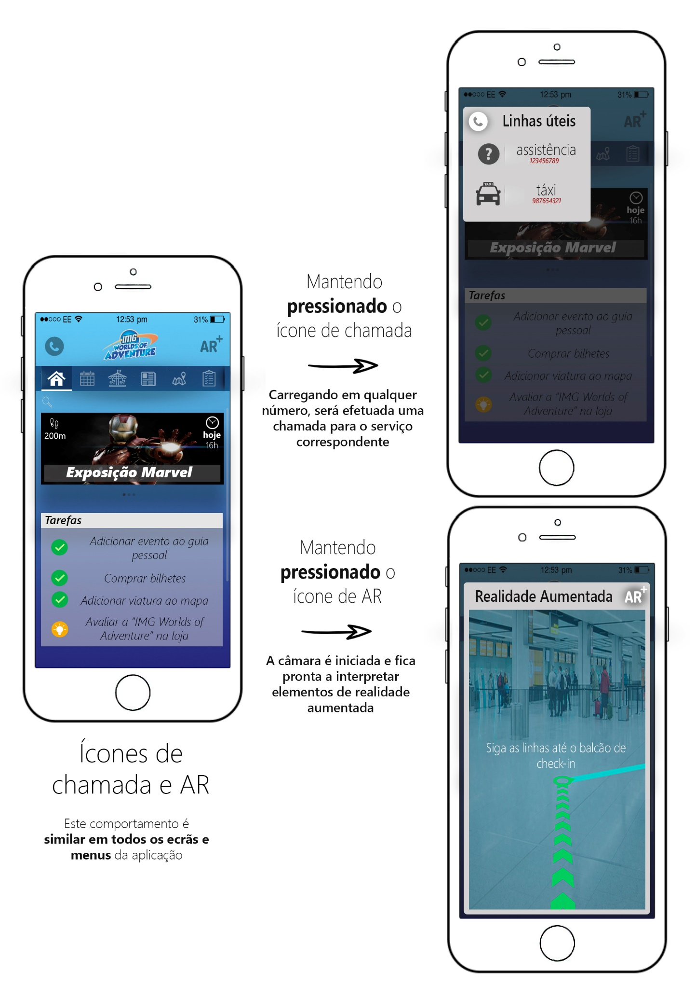 ●●○○○ EE 12:53 pm 31%
IMG
WORLDS OF
ADVENTURE
AR+
200m
hoje
16h
Exposição Marvel
Tarefas
Adicionar evento ao guia
pessoal
Comprar bilhetes
Adicionar viatura ao mapa
Avaliar a "IMG Worlds of
Adventure" na loja
Ícones de
chamada e AR
Este comportamento é
similar em todos os ecrãs e
menus da aplicação
Mantendo
pressionado o
ícone de chamada
Carregando em qualquer
número, será efetuada uma
chamada para o serviço
correspondente
●●○○○ EE 12:53 pm 31%
Linhas úteis
AR+
?
assistência
123456789
TAXI
táxi
987654321
hoje
16h
Exposição Marvel
Tarefas
Adicionar evento ao guia
pessoal
Comprar bilhetes
Adicionar viatura ao mapa
Avaliar a "IMG Worlds of
Adventure" na loja
Mantendo
pressionado o
ícone de AR
A câmara é iniciada e fica
pronta a interpretar
elementos de realidade
aumentada
●●○○○ EE 12:53 pm 31%
Realidade Aumentada AR+
Siga as linhas até o balcão de
check-in